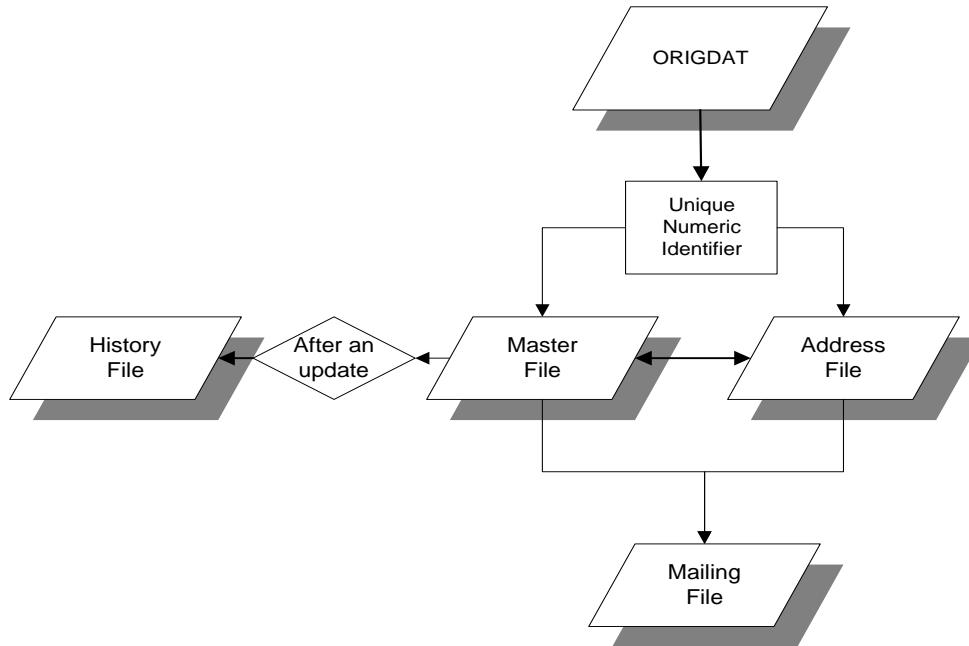 ORIGDAT
Unique
Numeric
Identifier
History
File
After an
update
Master
File
Address
File
Mailing
File